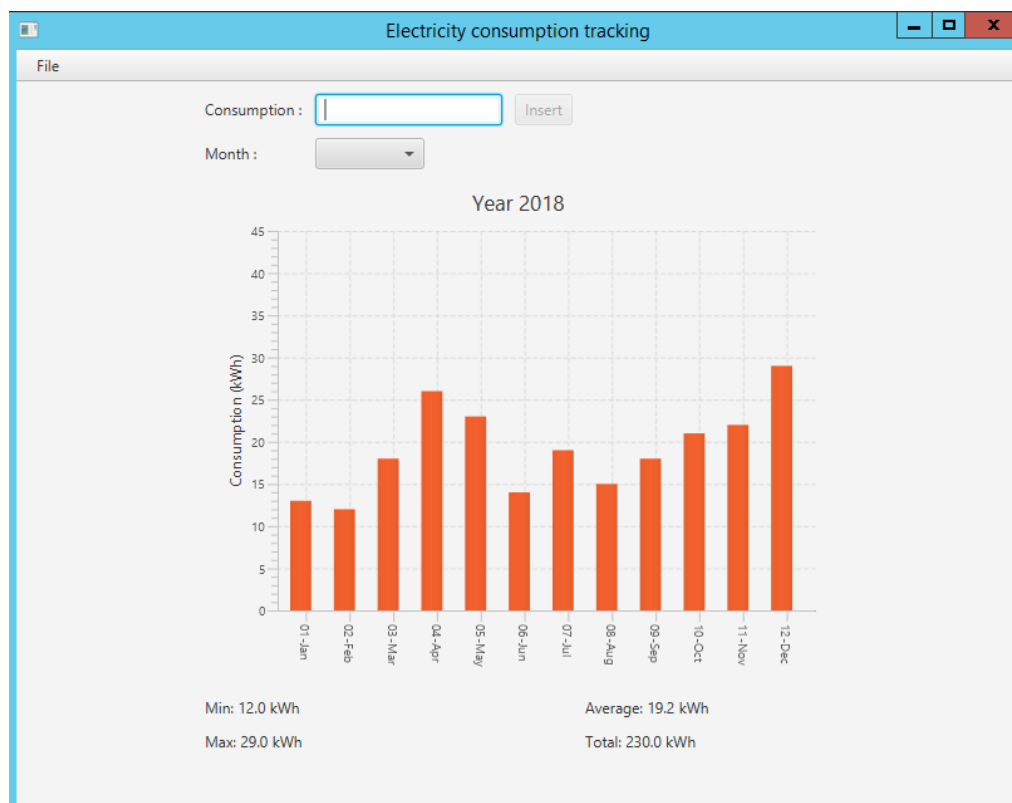 Electricity consumption tracking
File
Consumption :
Insert
Month :
Year 2018
Consumption (kWh)
45
40
35
30
25
20
15
10
5
0
01-Jan
02-Feb
03-Mar
04-Apr
05-May
06-Jun
07-Jul
08-Aug
09-Sep
10-Oct
11-Nov
12-Dec
Min: 12.0 kWh
Average: 19.2 kWh
Max: 29.0 kWh
Total: 230.0 kWh